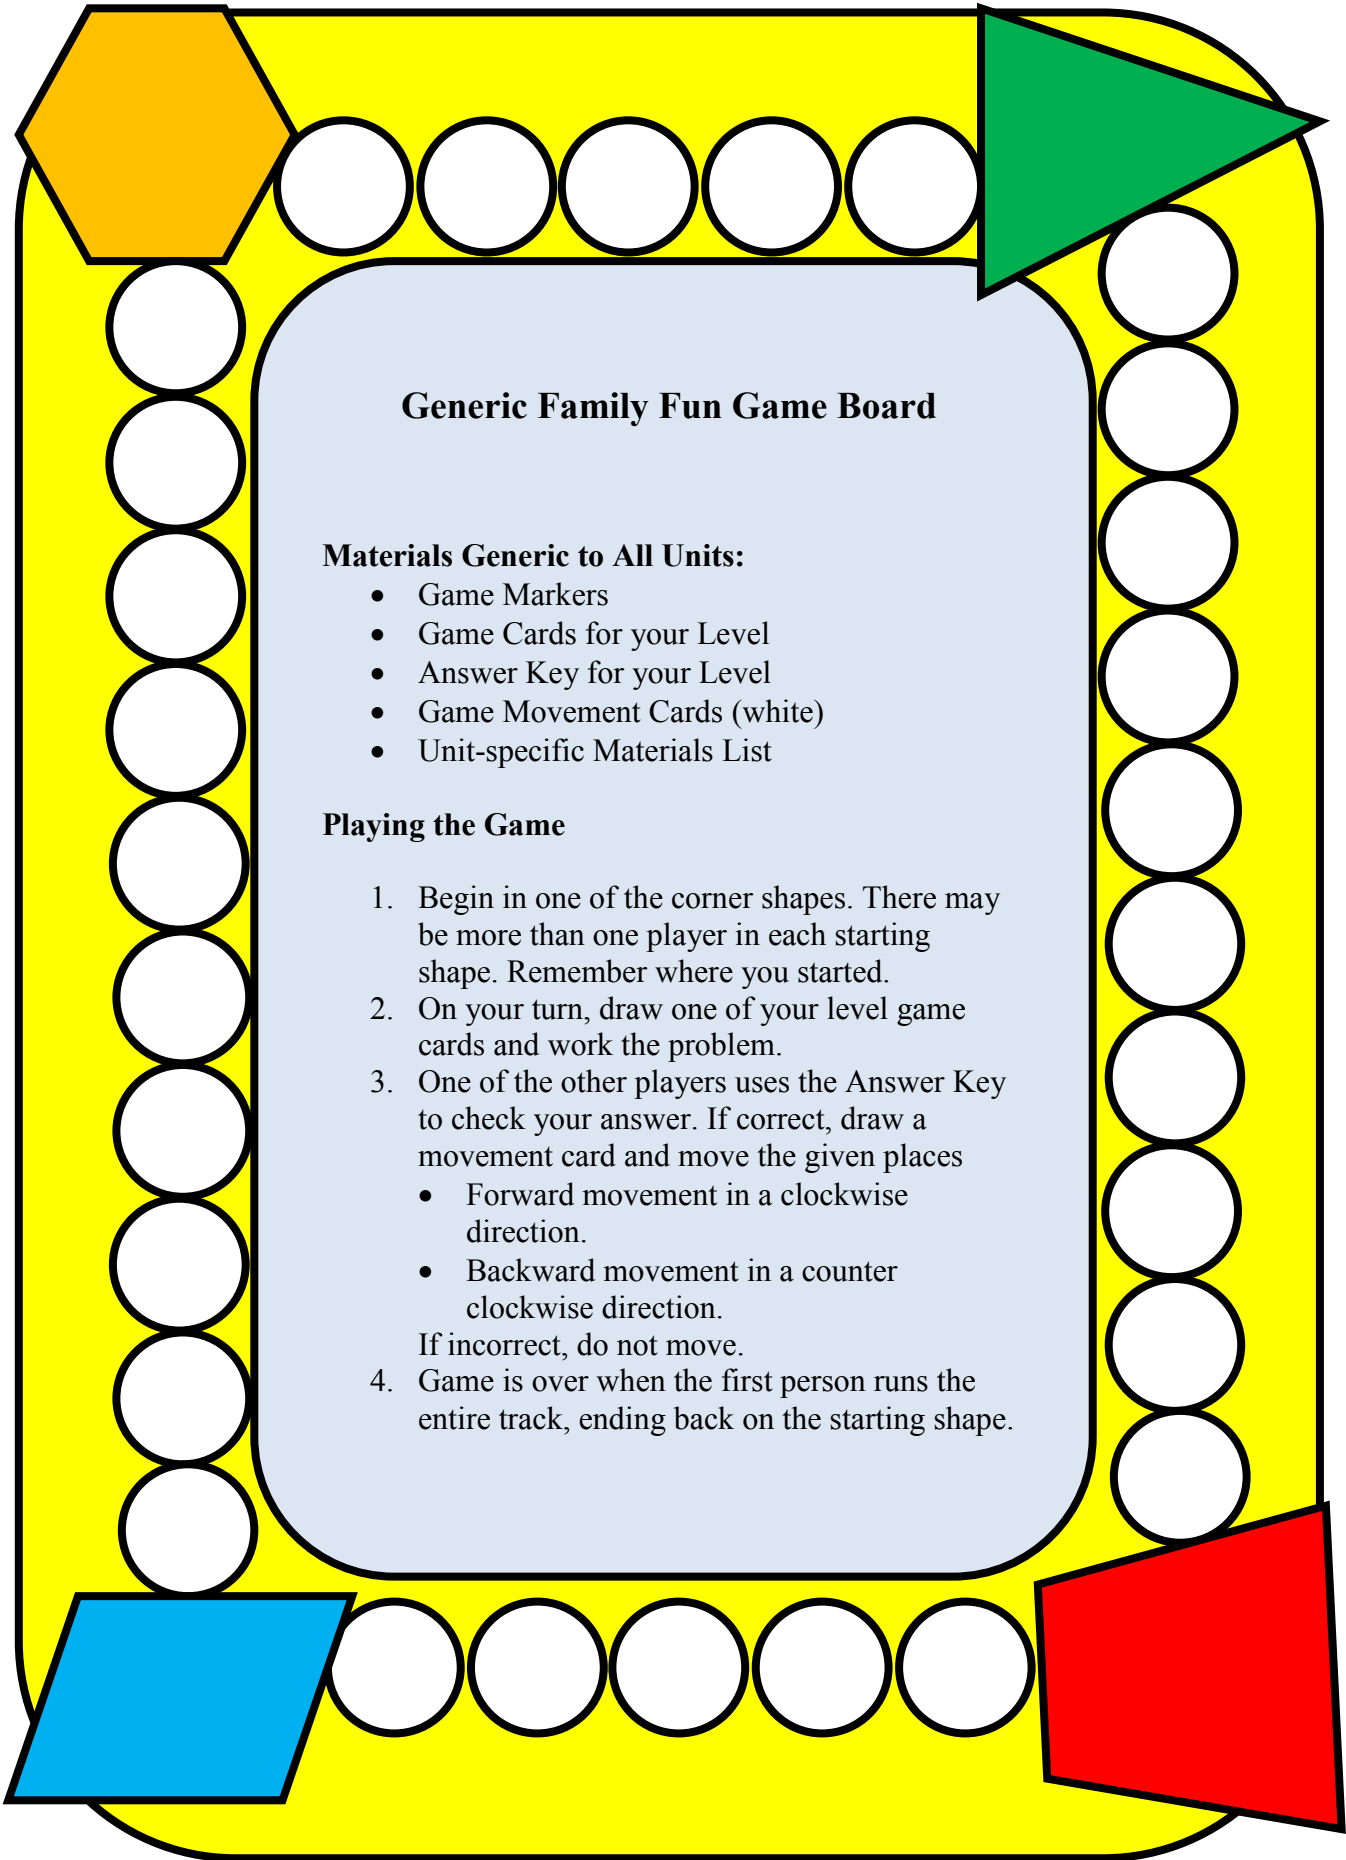 Generic Family Fun Game Board
Materials Generic to All Units:
• Game Markers
• Game Cards for your Level
• Answer Key for your Level
• Game Movement Cards (white)
• Unit-specific Materials List
Playing the Game
1. Begin in one of the corner shapes. There may
be more than one player in each starting
shape. Remember where you started.
2. On your turn, draw one of your level game
cards and work the problem.
3. One of the other players uses the Answer Key
to check your answer. If correct, draw a
movement card and move the given places
• Forward movement in a clockwise
direction.
• Backward movement in a counter
clockwise direction.
If incorrect, do not move.
4. Game is over when the first person runs the
entire track, ending back on the starting shape.